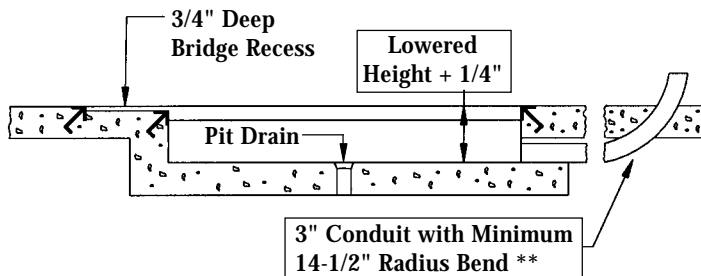 3/4" Deep
Bridge Recess
Lowered
Height + 1/4"
Pit Drain
3" Conduit with Minimum
14-1/2" Radius Bend **